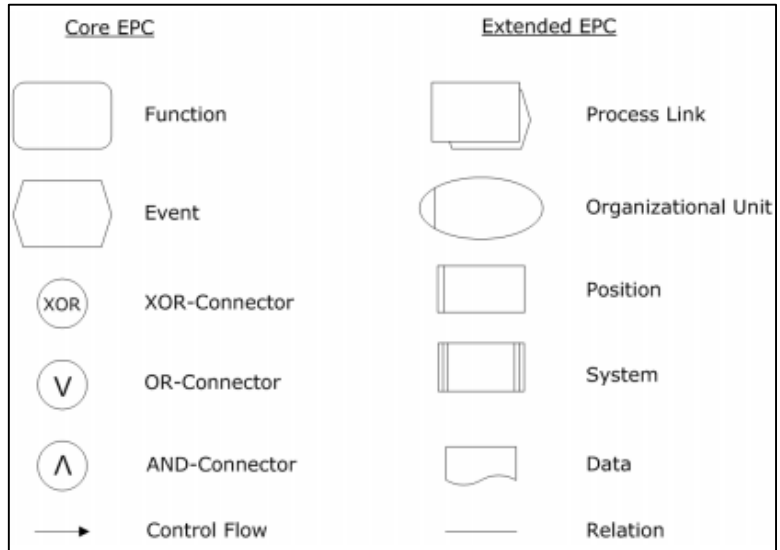 Core EPC
Extended EPC
Function
Process Link
Event
Organizational Unit
XOR
XOR-Connector
Position
V
OR-Connector
System
Λ
AND-Connector
Data
Control Flow
Relation